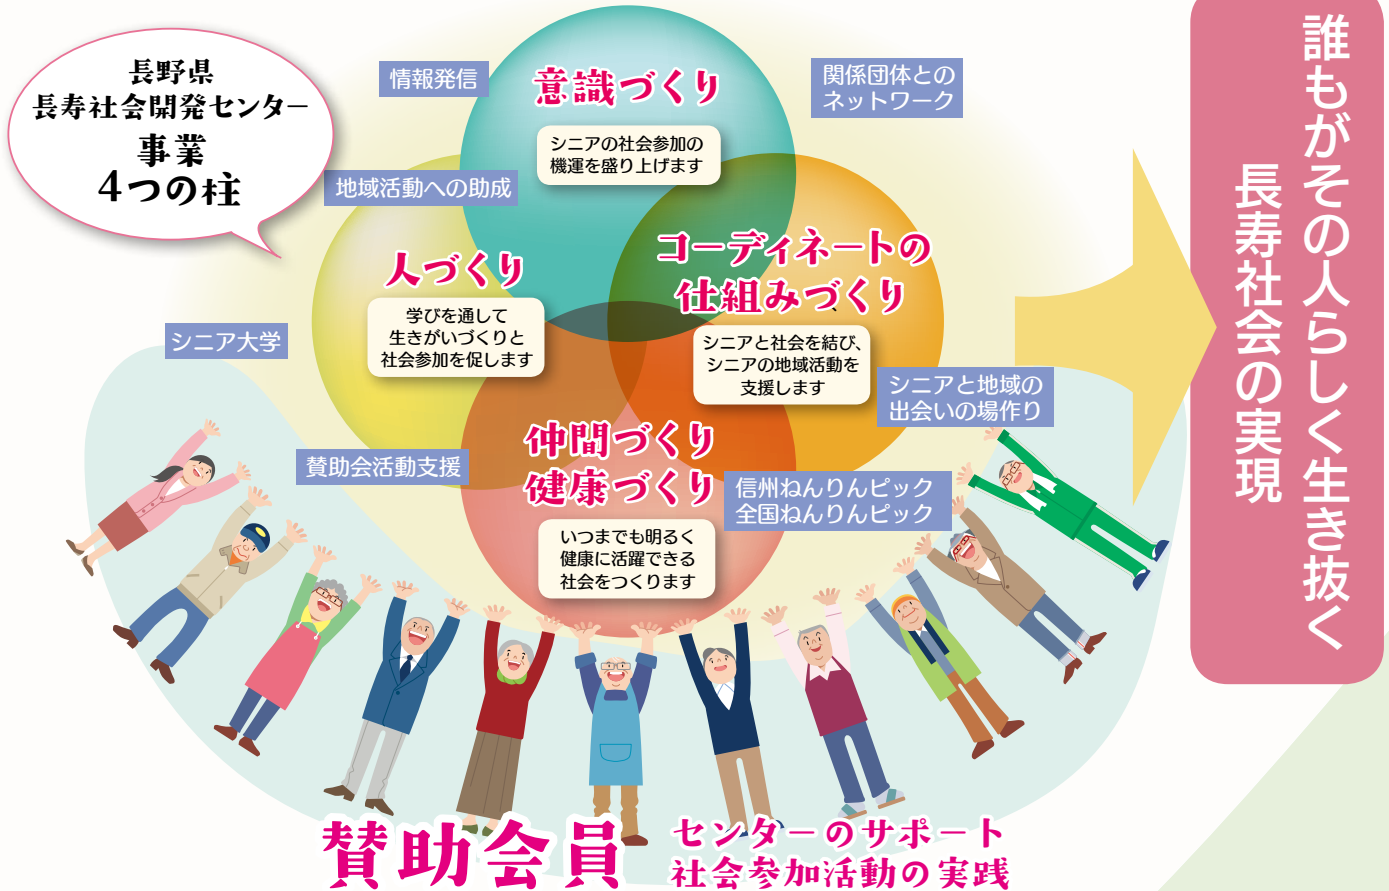 長野県
長寿社会開発センター
事業
4つの柱
情報発信
意識づくり
シニアの社会参加の
機運を盛り上げます
関係団体との
ネットワーク
地域活動への助成
人づくり
学びを通して
生きがいづくりと
社会参加を促します
コーディネートの
仕組みづくり
シニアと社会を結び、
シニアの地域活動を
支援します
シニア大学
シニアと地域の
出会いの場作り
賛助会活動支援
仲間づくり
健康づくり
いつまでも明るく
健康に活躍できる
社会をつくります
信州ねんりんピック
全国ねんりんピック
誰もがその人らしく生き抜く
長寿社会の実現
賛助会員
センターのサポート
社会参加活動の実践